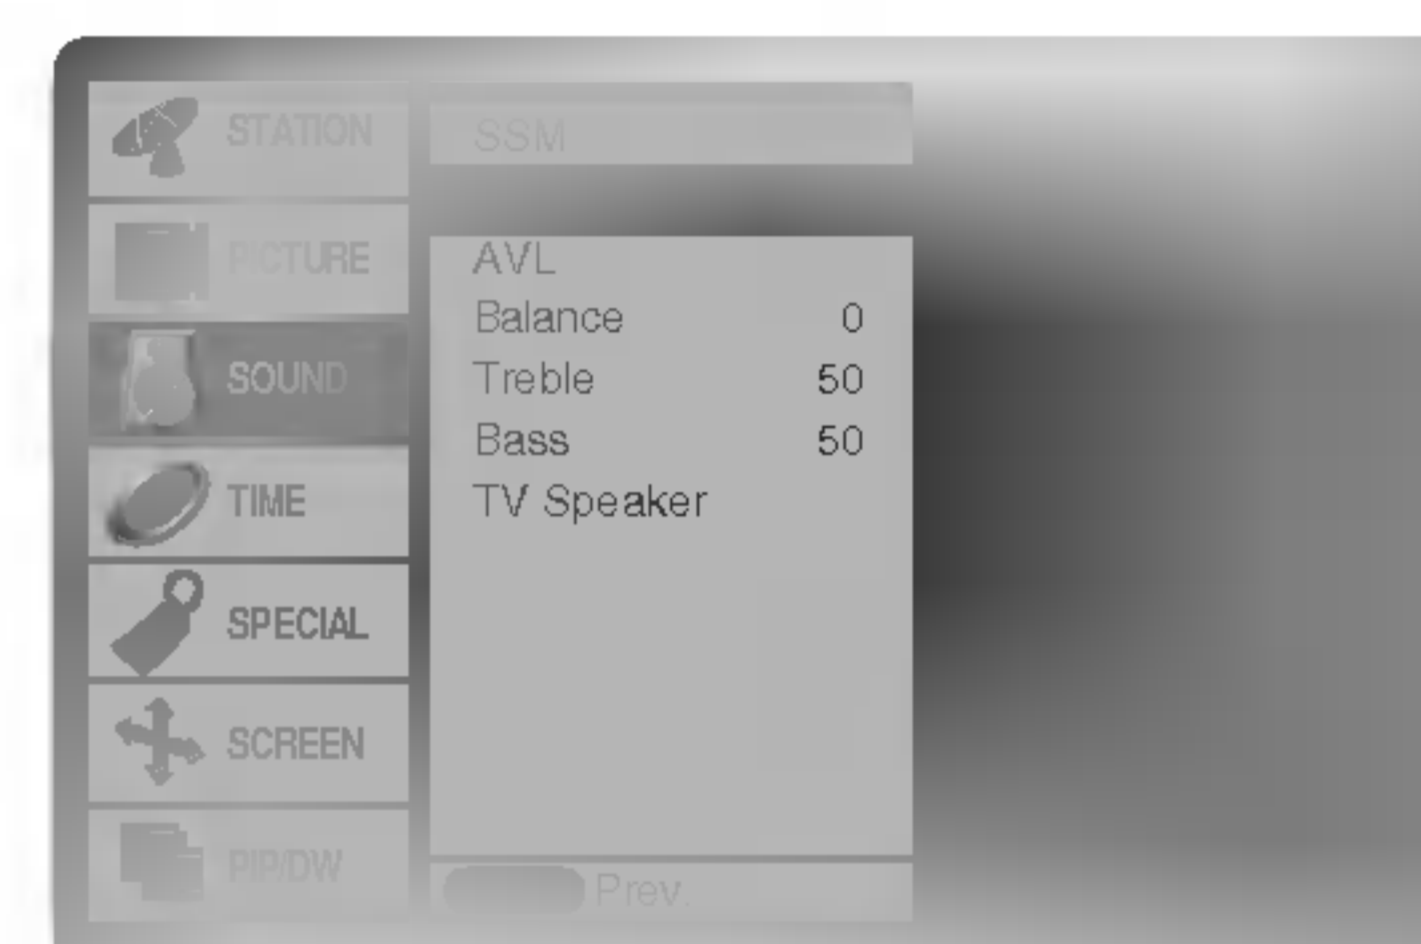 STATION
PICTURE
SOUND
TIME
SPECIAL
SCREEN
PIP/DW
SSM
AVL
Balance 0
Treble 50
Bass 50
TV Speaker
Prev.